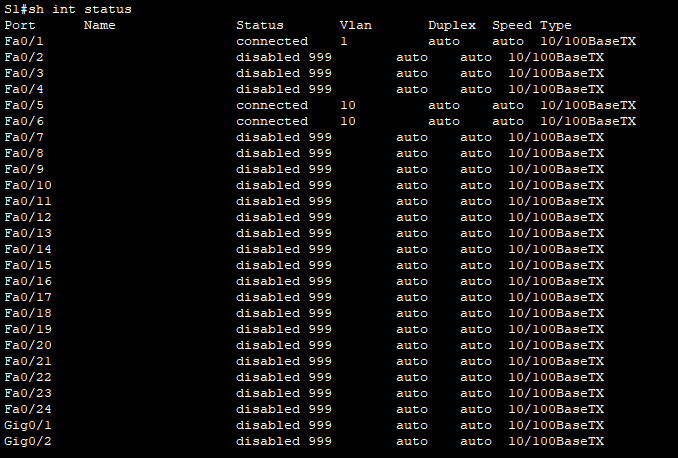 S1#sh int status
Port      Name               Status       Vlan       Duplex  Speed Type
Fa0/1                        connected    1          auto    auto  10/100BaseTX
Fa0/2                        disabled 999        auto    auto  10/100BaseTX
Fa0/3                        disabled 999        auto    auto  10/100BaseTX
Fa0/4                        disabled 999        auto    auto  10/100BaseTX
Fa0/5                        connected    10         auto    auto  10/100BaseTX
Fa0/6                        connected    10         auto    auto  10/100BaseTX
Fa0/7                        disabled 999        auto    auto  10/100BaseTX
Fa0/8                        disabled 999        auto    auto  10/100BaseTX
Fa0/9                        disabled 999        auto    auto  10/100BaseTX
Fa0/10                       disabled 999        auto    auto  10/100BaseTX
Fa0/11                       disabled 999        auto    auto  10/100BaseTX
Fa0/12                       disabled 999        auto    auto  10/100BaseTX
Fa0/13                       disabled 999        auto    auto  10/100BaseTX
Fa0/14                       disabled 999        auto    auto  10/100BaseTX
Fa0/15                       disabled 999        auto    auto  10/100BaseTX
Fa0/16                       disabled 999        auto    auto  10/100BaseTX
Fa0/17                       disabled 999        auto    auto  10/100BaseTX
Fa0/18                       disabled 999        auto    auto  10/100BaseTX
Fa0/19                       disabled 999        auto    auto  10/100BaseTX
Fa0/20                       disabled 999        auto    auto  10/100BaseTX
Fa0/21                       disabled 999        auto    auto  10/100BaseTX
Fa0/22                       disabled 999        auto    auto  10/100BaseTX
Fa0/23                       disabled 999        auto    auto  10/100BaseTX
Fa0/24                       disabled 999        auto    auto  10/100BaseTX
Gig0/1                       disabled 999        auto    auto  10/100BaseTX
Gig0/2                       disabled 999        auto    auto  10/100BaseTX